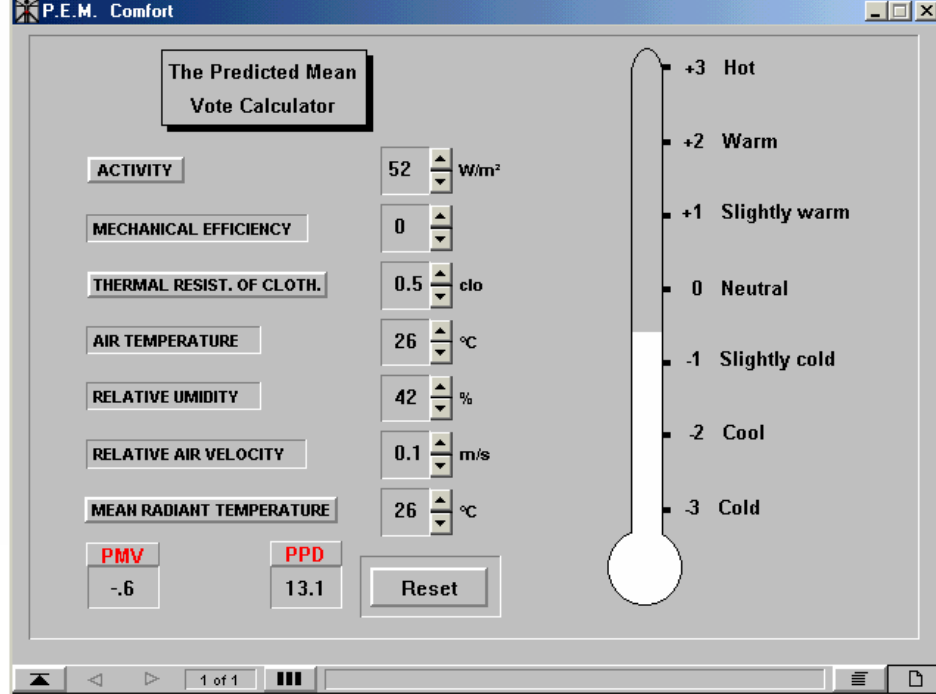 P.E.M. Comfort
The Predicted Mean
Vote Calculator
ACTIVITY 52 W/m²
MECHANICAL EFFICIENCY 0
THERMAL RESIST. OF CLOTH. 0.5 clo
AIR TEMPERATURE 26 °C
RELATIVE UMIDITY 42 %
RELATIVE AIR VELOCITY 0.1 m/s
MEAN RADIANT TEMPERATURE 26 °C
PMV PPD
-.6 13.1 Reset
+3 Hot
+2 Warm
+1 Slightly warm
0 Neutral
-1 Slightly cold
-2 Cool
-3 Cold
1 of 1